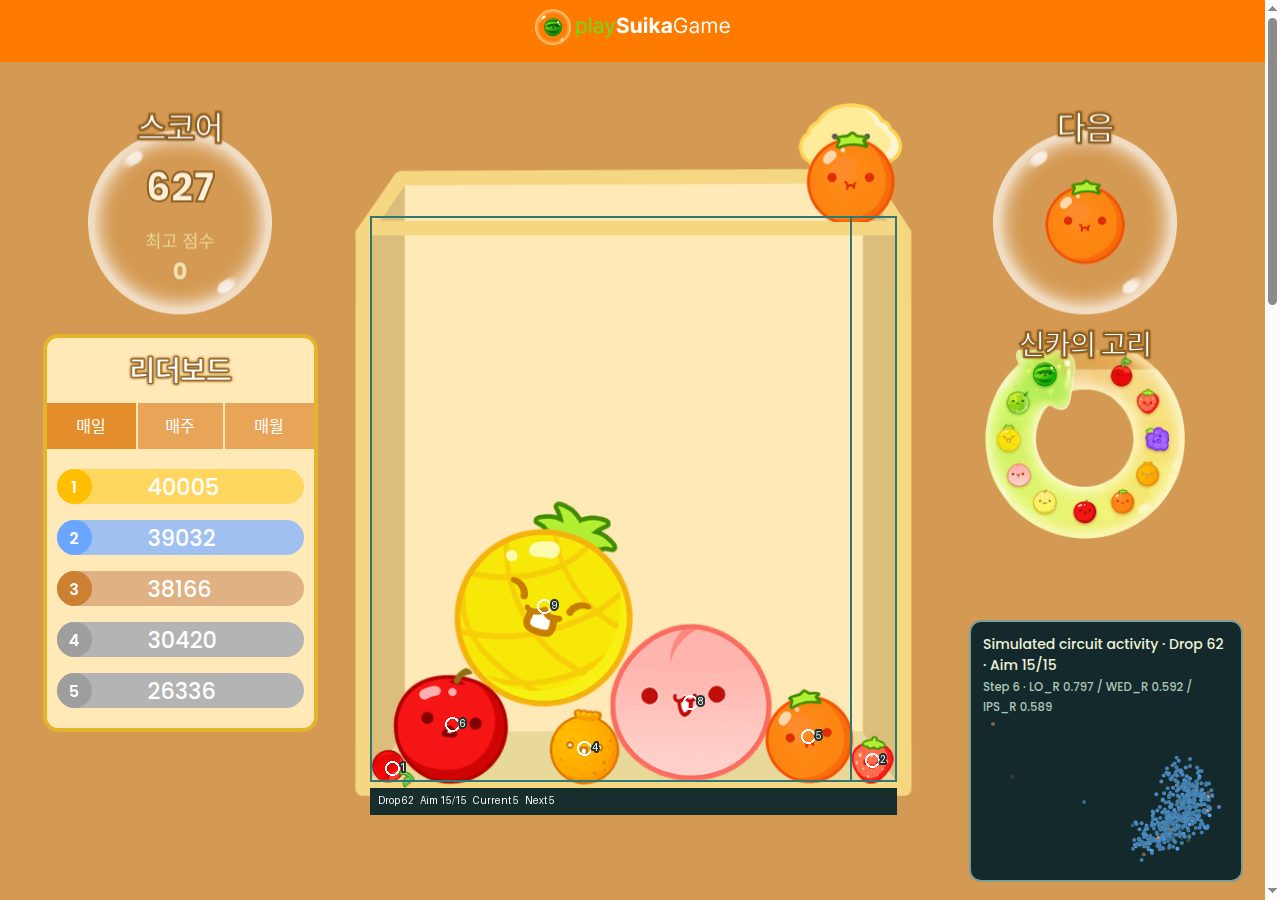 playSuikaGame
스코어
627
최고 점수
0
다음
리더보드
매일 매주 매월
1 40005
2 39032
3 38166
4 30420
5 26336
신카의 고리
9
8
6
5
4
2
1
Drop62 Aim 15/15 Current5 Next5
Simulated circuit activity · Drop 62
· Aim 15/15
Step 6 · LO_R 0.797 / WED_R 0.592 /
IPS_R 0.589